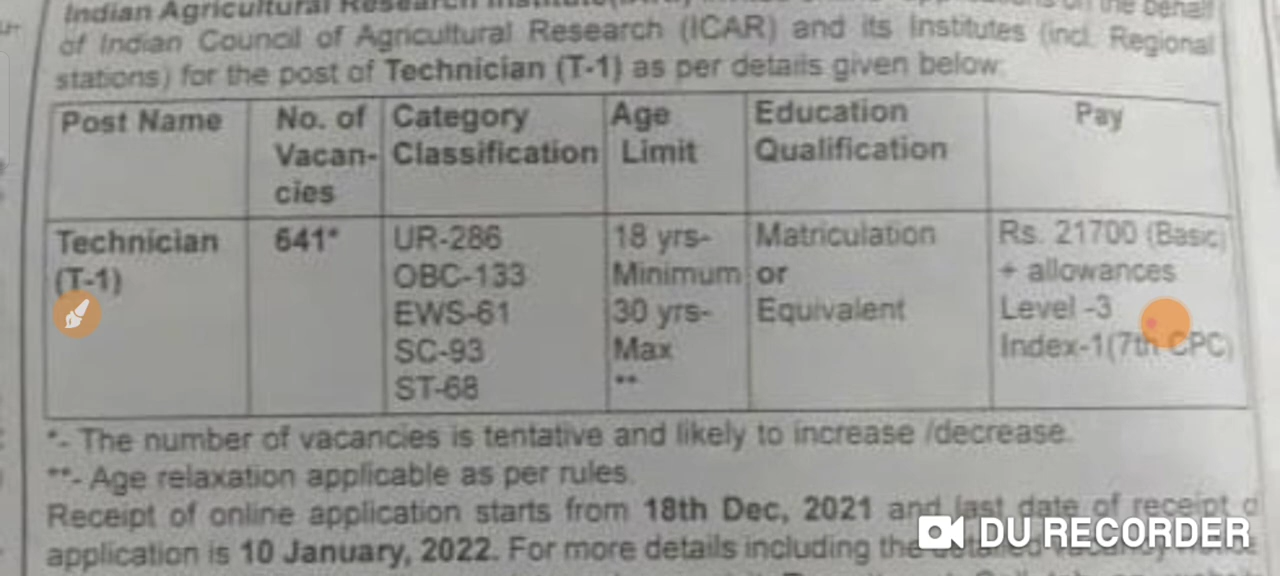 Indian Agricultural Research Institute
of Indian Council of Agricultural Research (ICAR) and its Institutes (incl. Regional
stations) for the post of Technician (T-1) as per details given below:
Post Name No. of Vacan- cies Category Classification Age Limit Education Qualification Pay
Technician (T-1) 641* UR-286 18 yrs- Matriculation Rs. 21700 (Basic)
OBC-133 Minimum or + allowances
EWS-61 30 yrs- Equivalent Level -3
SC-93 Max Index-1(7th CPC)
ST-68 **
*- The number of vacancies is tentative and likely to increase /decrease.
**- Age relaxation applicable as per rules.
Receipt of online application starts from 18th Dec, 2021 and last date of receipt
application is 10 January, 2022. For more details including the
DU RECORDER